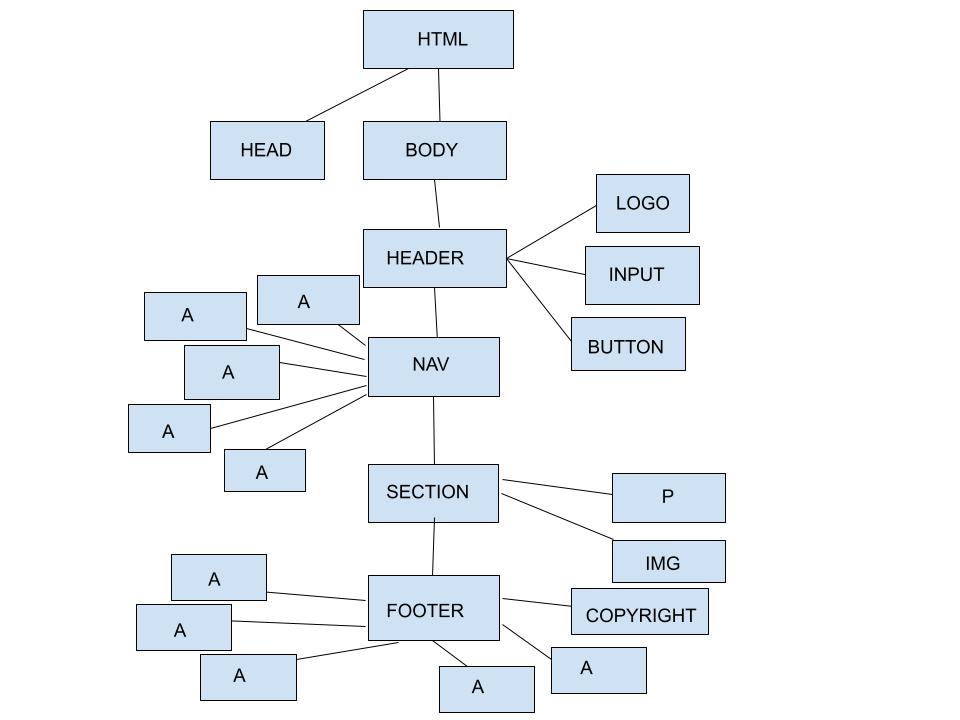 HTML
HEAD
BODY
LOGO
HEADER
INPUT
A
A
BUTTON
NAV
A
A
A
SECTION
P
IMG
A
FOOTER
COPYRIGHT
A
A
A
A